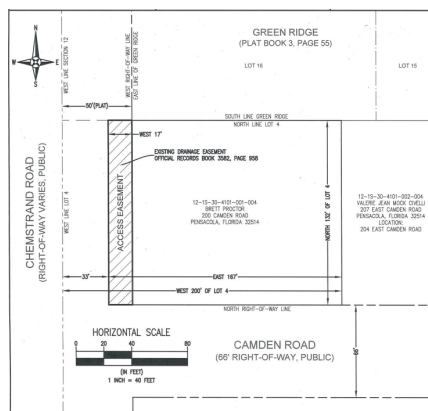 GREEN RIDGE
(PLAT BOOK 3, PAGE 55)
LOT 16
LOT 15
N
W
E
S
WEST LINE SECTION 12
WEST RIGHT-OF-WAY LINE
EAST LINE OF GREEN RIDGE
50'(PLAT)
SOUTH LINE GREEN RIDGE
NORTH LINE LOT 4
WEST 17'
EXISTING DRAINAGE EASEMENT
OFFICIAL RECORDS BOOK 3582, PAGE 958
CHEMSTRAND ROAD
(RIGHT-OF-WAY VARIES, PUBLIC)
WEST LINE LOT 4
ACCESS EASEMENT
12-1S-30-4101-001-004
BRETT PROCTOR
200 CAMDEN ROAD
PENSACOLA, FLORIDA 32514
NORTH 132' OF LOT 4
12-1S-30-4101-002-004
VALERIE JEAN MOCK CIVELLI
207 EAST CAMDEN ROAD
PENSACOLA, FLORIDA 32514
LOCATION:
204 EAST CAMDEN ROAD
33'
EAST 167'
WEST 200' OF LOT 4
NORTH RIGHT-OF-WAY LINE
HORIZONTAL SCALE
0 20 40 80
(IN FEET)
1 INCH = 40 FEET
CAMDEN ROAD
(66' RIGHT-OF-WAY, PUBLIC)
66'